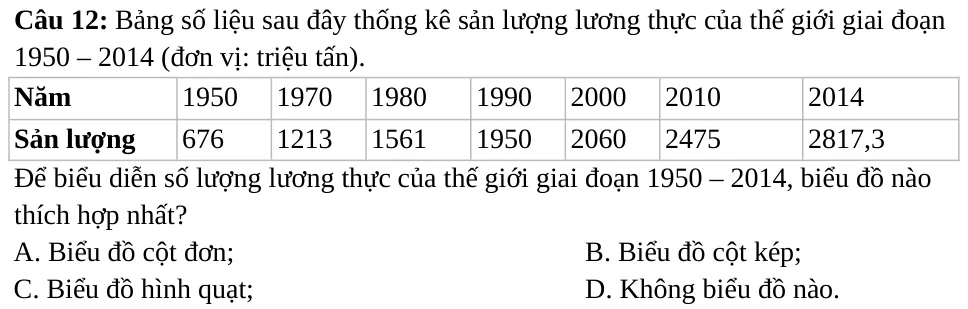 Câu 12: Bảng số liệu sau đây thống kê sản lượng lương thực của thế giới giai đoạn
1950 – 2014 (đơn vị: triệu tấn).
Năm 1950 1970 1980 1990 2000 2010 2014
Sản lượng 676 1213 1561 1950 2060 2475 2817,3
Để biểu diễn số lượng lương thực của thế giới giai đoạn 1950 – 2014, biểu đồ nào
thích hợp nhất?
A. Biểu đồ cột đơn; B. Biểu đồ cột kép;
C. Biểu đồ hình quạt; D. Không biểu đồ nào.